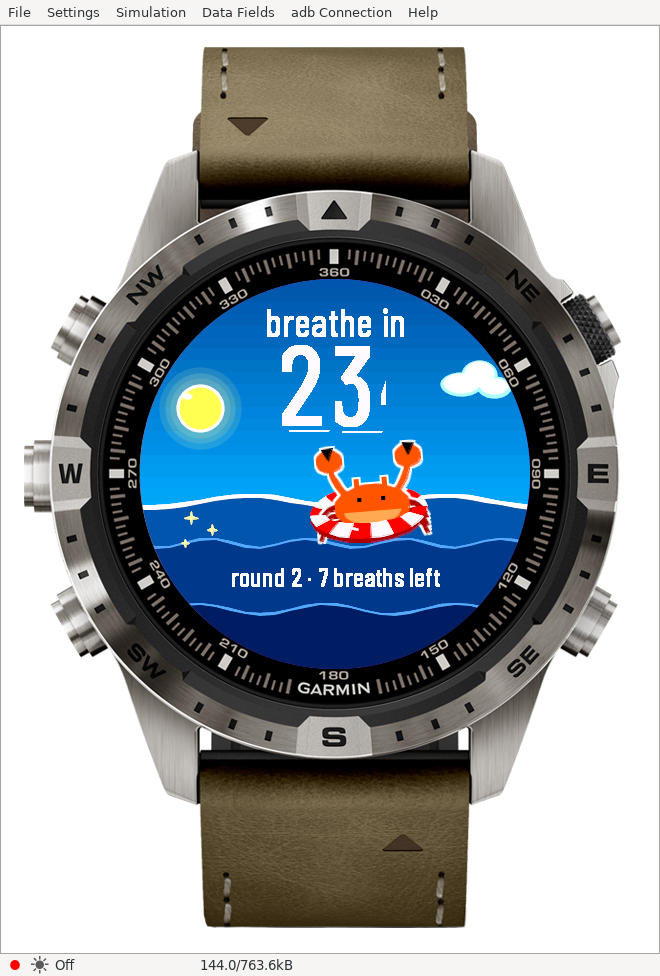 File Settings Simulation Data Fields adb Connection Help
360
330 030
NW NE
300 060
breathe in
23
W 270 090 E
round 2 · 7 breaths left
240 120
210 150
SW SE
180
GARMIN
S
Off 144.0/763.6kB